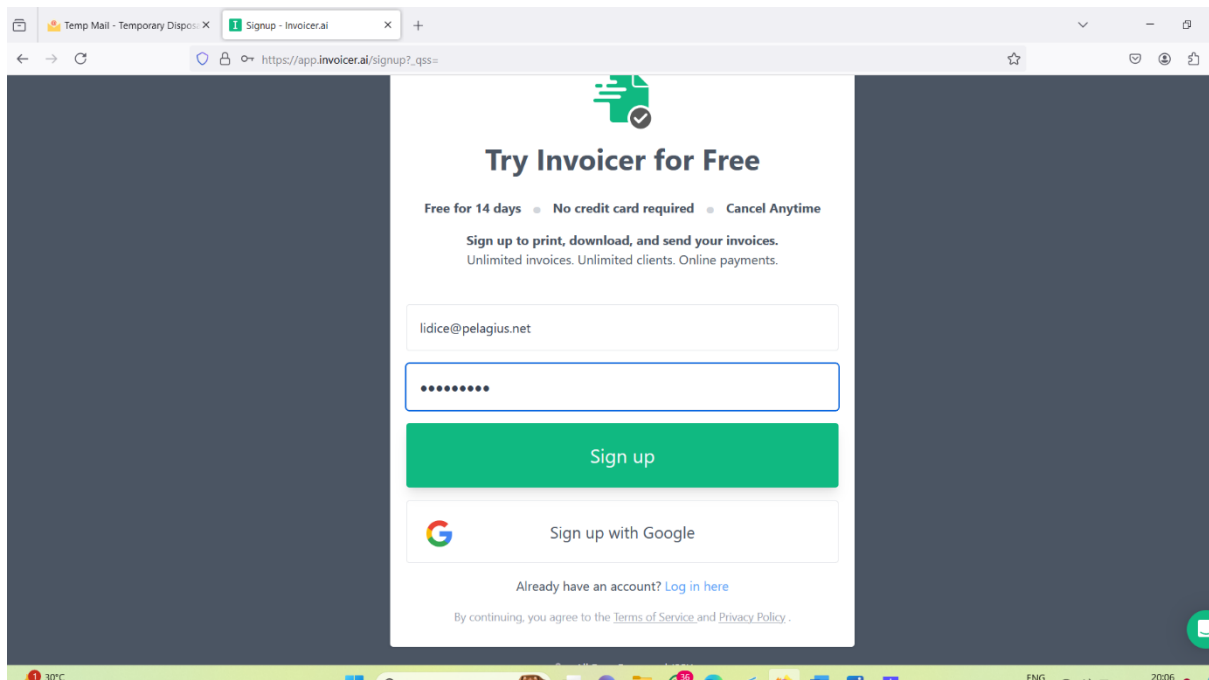 Temp Mail - Temporary Dispos
Signup - Invoicer.ai
https://app.invoicer.ai/signup?_qss=
Try Invoicer for Free
Free for 14 days • No credit card required • Cancel Anytime
Sign up to print, download, and send your invoices.
Unlimited invoices. Unlimited clients. Online payments.
lidice@pelagius.net
•••••••••
Sign up
Sign up with Google
Already have an account? Log in here
By continuing, you agree to the Terms of Service and Privacy Policy .
1 30°C
36
ENG
20:06